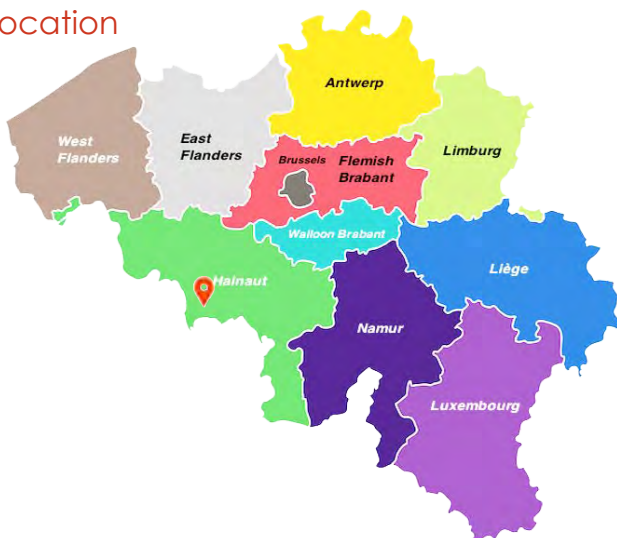 ocation
Antwerp
West
Flanders
East
Flanders
Brussels
Flemish
Brabant
Limburg
Walloon Brabant
Hainaut
Liège
Namur
Luxembourg